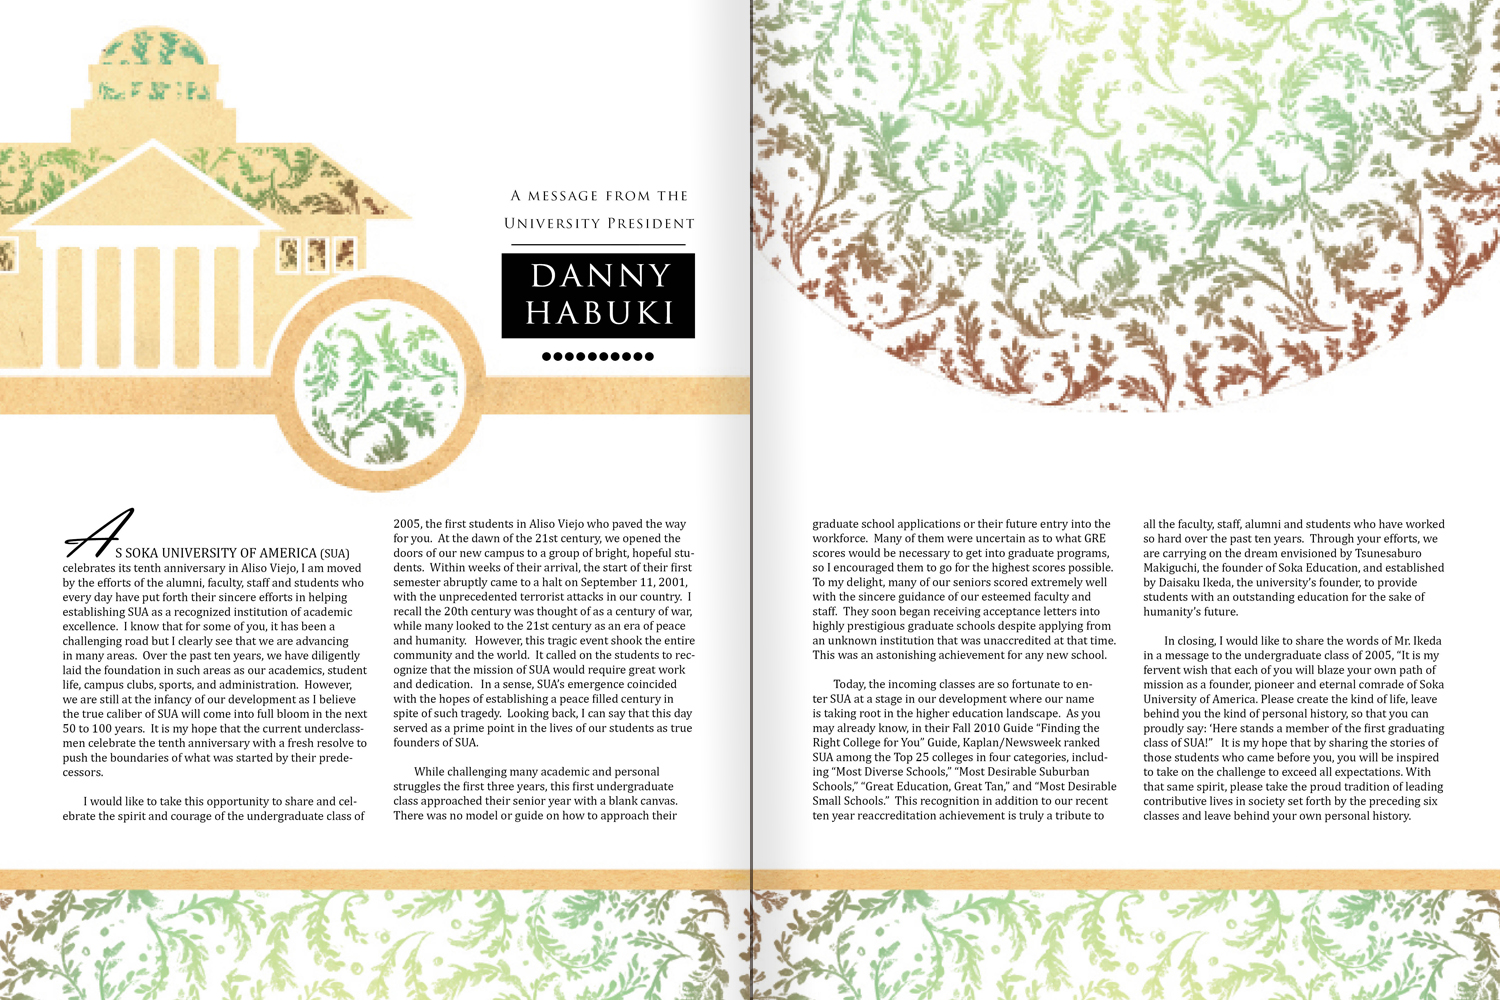 A message from the
University President
DANNY
HABUKI
As Soka University of America (SUA)
celebrates its tenth anniversary in Aliso Viejo, I am moved
by the efforts of the alumni, faculty, staff and students who
every day have put forth their sincere efforts in helping
establishing SUA as a recognized institution of academic
excellence.  I know that for some of you, it has been a
challenging road but I clearly see that we are advancing
in many areas.  Over the past ten years, we have diligently
laid the foundation in such areas as our academics, student
life, campus clubs, sports, and administration.  However,
we are still at the infancy of our development as I believe
the true caliber of SUA will come into full bloom in the next
50 to 100 years.  It is my hope that the current underclass-
men celebrate the tenth anniversary with a fresh resolve to
push the boundaries of what was started by their prede-
cessors.
I would like to take this opportunity to share and cel-
ebrate the spirit and courage of the undergraduate class of
2005, the first students in Aliso Viejo who paved the way
for you.  At the dawn of the 21st century, we opened the
doors of our new campus to a group of bright, hopeful stu-
dents.  Within weeks of their arrival, the start of their first
semester abruptly came to a halt on September 11, 2001,
with the unprecedented terrorist attacks in our country.  I
recall the 20th century was thought of as a century of war,
while many looked to the 21st century as an era of peace
and humanity.   However, this tragic event shook the entire
community and the world.  It called on the students to rec-
ognize that the mission of SUA would require great work
and dedication.   In a sense, SUA’s emergence coincided
with the hopes of establishing a peace filled century in
spite of such tragedy.  Looking back, I can say that this day
served as a prime point in the lives of our students as true
founders of SUA.
While challenging many academic and personal
struggles the first three years, this first undergraduate
class approached their senior year with a blank canvas.
There was no model or guide on how to approach their
graduate school applications or their future entry into the
workforce.  Many of them were uncertain as to what GRE
scores would be necessary to get into graduate programs,
so I encouraged them to go for the highest scores possible.
To my delight, many of our seniors scored extremely well
with the sincere guidance of our esteemed faculty and
staff.  They soon began receiving acceptance letters into
highly prestigious graduate schools despite applying from
an unknown institution that was unaccredited at that time.
This was an astonishing achievement for any new school.
Today, the incoming classes are so fortunate to en-
ter SUA at a stage in our development where our name
is taking root in the higher education landscape.  As you
may already know, in their Fall 2010 Guide “Finding the
Right College for You” Guide, Kaplan/Newsweek ranked
SUA among the Top 25 colleges in four categories, includ-
ing “Most Diverse Schools,” “Most Desirable Suburban
Schools,” “Great Education, Great Tan,” and “Most Desirable
Small Schools.”  This recognition in addition to our recent
ten year reaccreditation achievement is truly a tribute to
all the faculty, staff, alumni and students who have worked
so hard over the past ten years.  Through your efforts, we
are carrying on the dream envisioned by Tsunesaburo
Makiguchi, the founder of Soka Education, and established
by Daisaku Ikeda, the university’s founder, to provide
students with an outstanding education for the sake of
humanity’s future.
In closing, I would like to share the words of Mr. Ikeda
in a message to the undergraduate class of 2005, “It is my
fervent wish that each of you will blaze your own path of
mission as a founder, pioneer and eternal comrade of Soka
University of America. Please create the kind of life, leave
behind you the kind of personal history, so that you can
proudly say: ‘Here stands a member of the first graduating
class of SUA!”   It is my hope that by sharing the stories of
those students who came before you, you will be inspired
to take on the challenge to exceed all expectations. With
that same spirit, please take the proud tradition of leading
contributive lives in society set forth by the preceding six
classes and leave behind your own personal history.